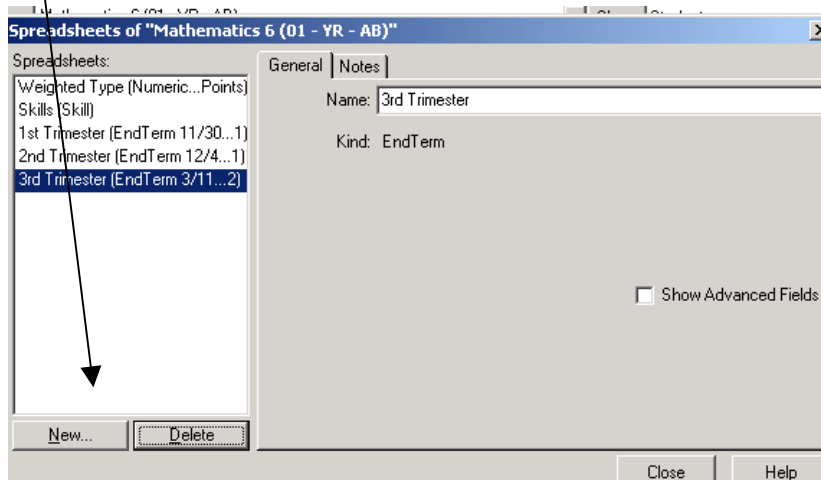 Spreadsheets of "Mathematics 6 (01 - YR - AB)"
Spreadsheets:
General
Notes
Weighted Type (Numeric...Points)
Skills (Skill)
1st Trimester (EndTerm 11/30...1)
2nd Trimester (EndTerm 12/4...1)
3rd Trimester (EndTerm 3/11...2)
Name: 3rd Trimester
Kind: EndTerm
Show Advanced Fields
New...
Delete
Close
Help